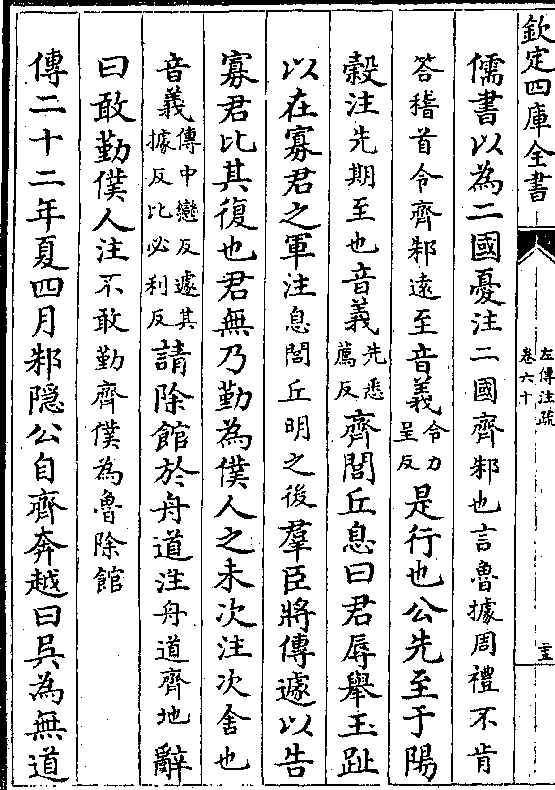 欽定四庫全書
左傳注疏
卷六十
二十五
儒書以為二國憂注二國齊邾也言魯據周禮不肯
答稽首令齊邾遠至音義令力呈反是行也公先至于陽
穀注先期至也音義先悉薦反齊閭丘息曰君辱舉玉趾
以在寡君之軍注息閭丘明之後羣臣將傳遽以告
寡君比其復也君無乃勤為僕人之未次注次舍也
音義傳中戀反遽其據反比必利反請除館於舟道注舟道齊地辭
曰敢勤僕人注不敢勤齊僕為魯除館
傳二十二年夏四月邾隱公自齊奔越曰吳為無道